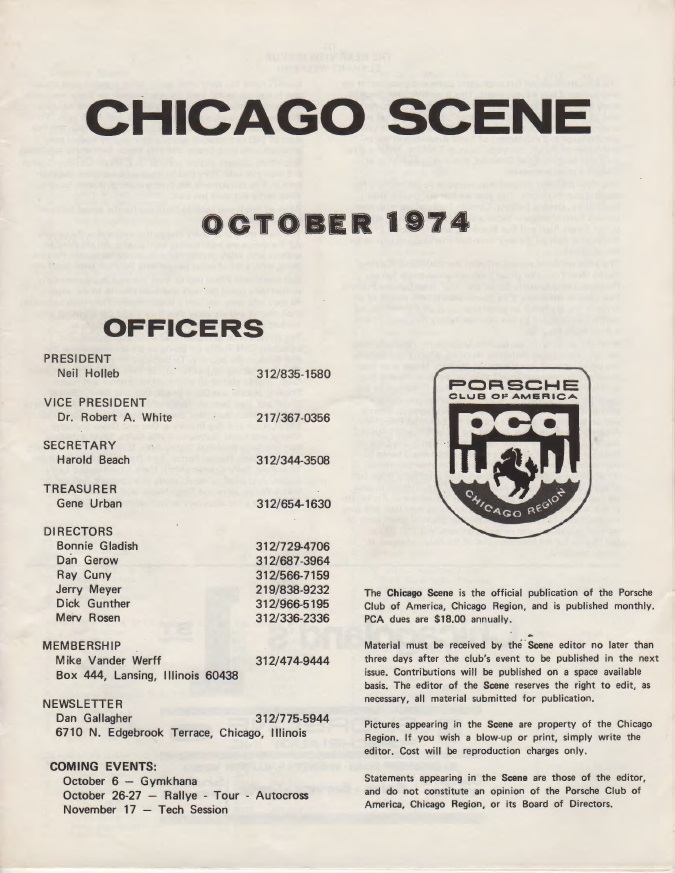 CHICAGO SCENE
OCTOBER 1974
OFFICERS
PRESIDENT
Neil Holleb 312/835-1580
VICE PRESIDENT
Dr. Robert A. White 217/367-0356
SECRETARY
Harold Beach 312/344-3508
TREASURER
Gene Urban 312/654-1630
DIRECTORS
Bonnie Gladish 312/729-4706
Dan Gerow 312/687-3964
Ray Cuny 312/566-7159
Jerry Meyer 219/838-9232
Dick Gunther 312/966-5195
Merv Rosen 312/336-2336
MEMBERSHIP
Mike Vander Werff 312/474-9444
Box 444, Lansing, Illinois 60438
NEWSLETTER
Dan Gallagher 312/775-5944
6710 N. Edgebrook Terrace, Chicago, Illinois
COMING EVENTS:
October 6 — Gymkhana
October 26-27 — Rallye - Tour - Autocross
November 17 — Tech Session
PORSCHE
CLUB OF AMERICA
pca
CHICAGO REGION
The Chicago Scene is the official publication of the Porsche
Club of America, Chicago Region, and is published monthly.
PCA dues are $18.00 annually.
Material must be received by the Scene editor no later than
three days after the club's event to be published in the next
issue. Contributions will be published on a space available
basis. The editor of the Scene reserves the right to edit, as
necessary, all material submitted for publication.
Pictures appearing in the Scene are property of the Chicago
Region. If you wish a blow-up or print, simply write the
editor. Cost will be reproduction charges only.
Statements appearing in the Scene are those of the editor,
and do not constitute an opinion of the Porsche Club of
America, Chicago Region, or its Board of Directors.